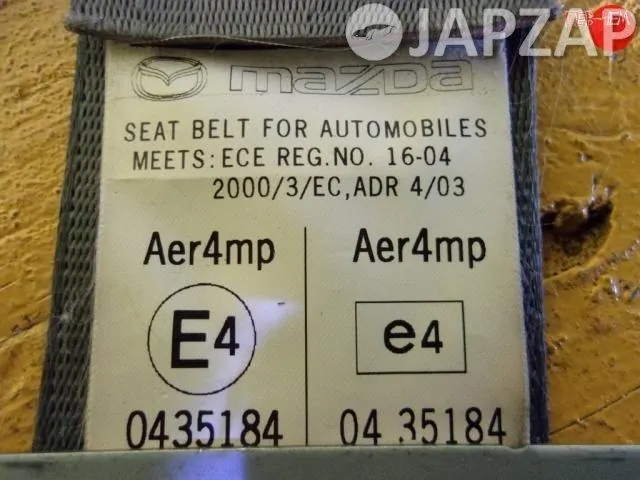 JAPZAP
mazda
SEAT BELT FOR AUTOMOBILES
MEETS: ECE REG.NO. 16-04
2000/3/EC,ADR 4/03
Aer4mp Aer4mp
E4 e4
0435184 04 35184